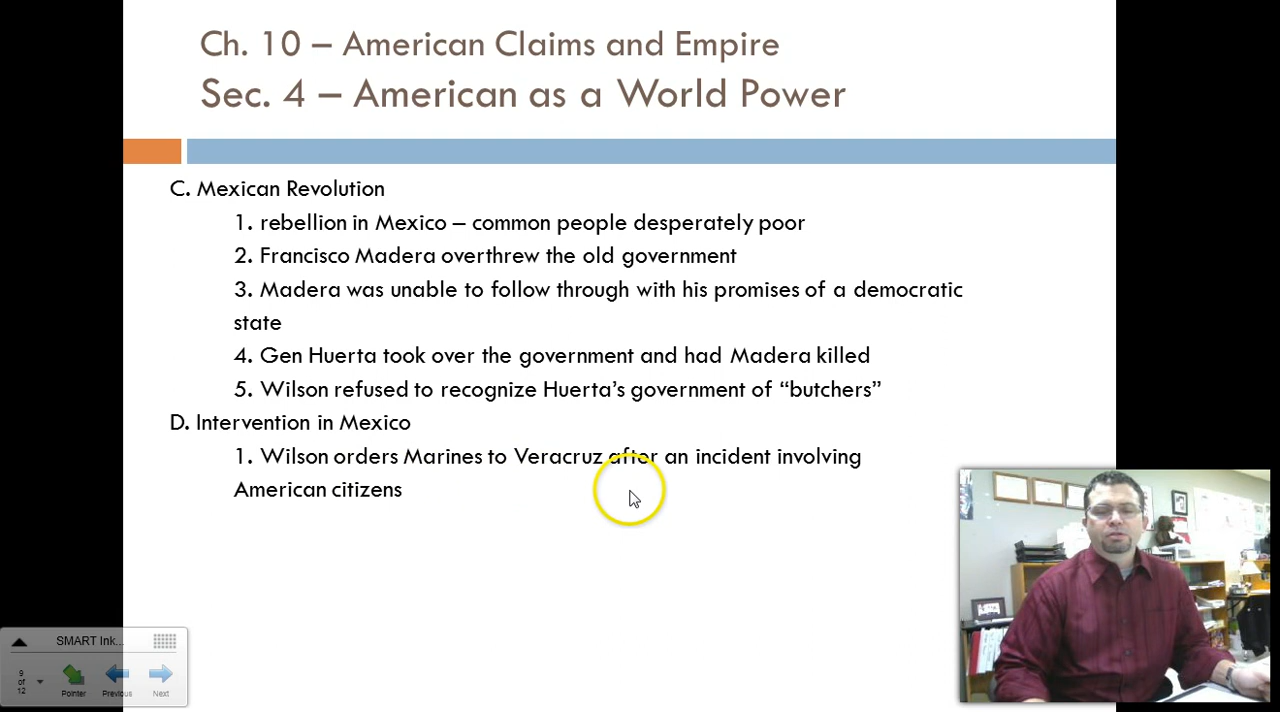 Ch. 10 – American Claims and Empire
Sec. 4 – American as a World Power
C. Mexican Revolution
1. rebellion in Mexico – common people desperately poor
2. Francisco Madera overthrew the old government
3. Madera was unable to follow through with his promises of a democratic
state
4. Gen Huerta took over the government and had Madera killed
5. Wilson refused to recognize Huerta's government of “butchers”
D. Intervention in Mexico
1. Wilson orders Marines to Veracruz after an incident involving
American citizens
SMART Ink...
9
of
12
Pointer
Previous
Next